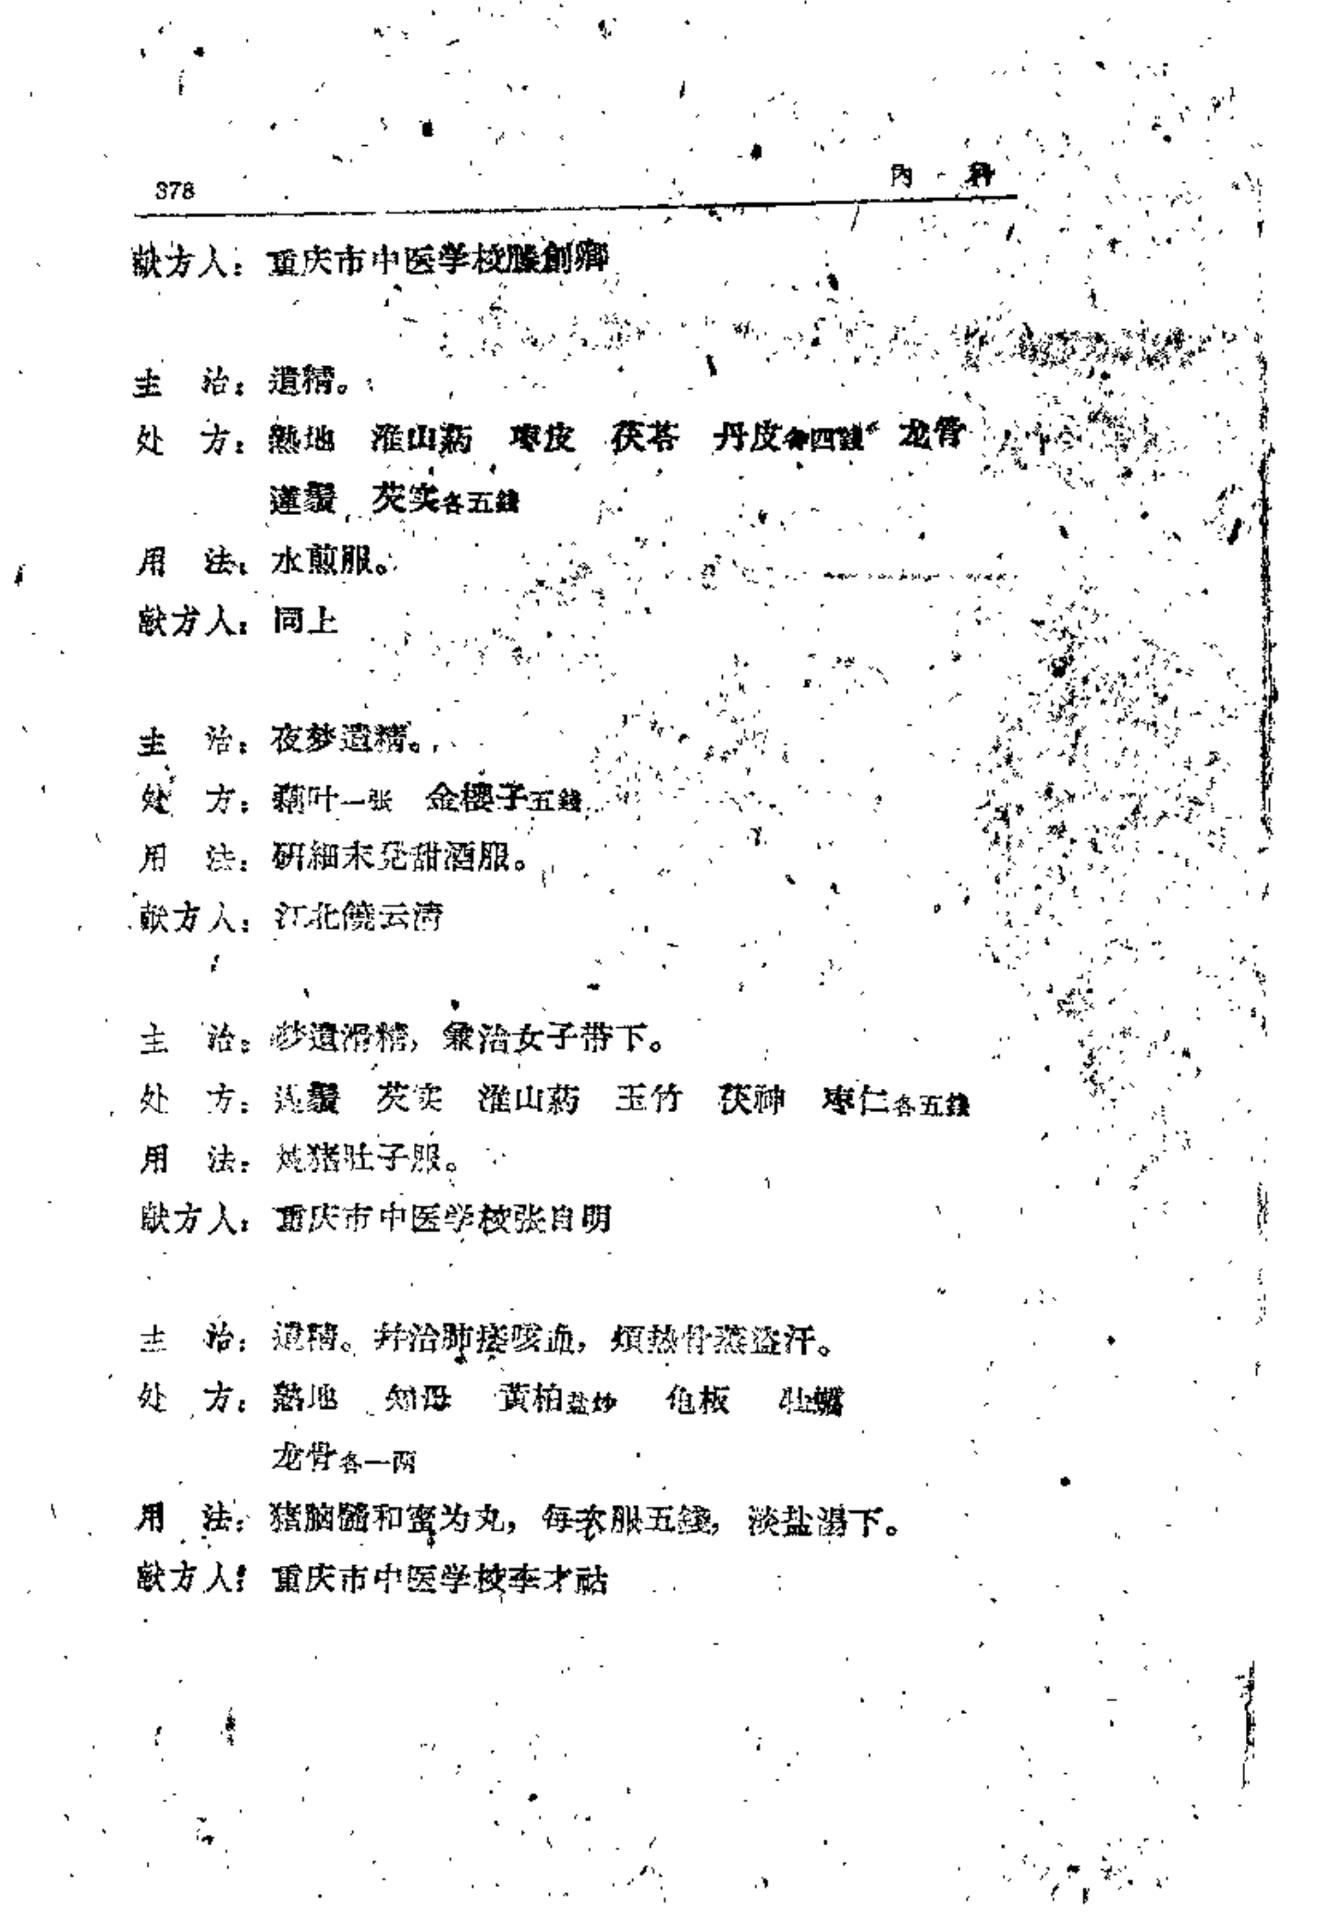 378
內 科
献方人：重庆市中医学校滕創卿
主 治：遺精。
处 方：熟地 淮山葯 枣皮 茯苓 丹皮各四錢 龙骨
蓮鬚 芡实各五錢
用 法：水煎服。
献方人：同上
主 治：夜梦遺精。
处 方：藕叶一张 金櫻子五錢
用 法：研細末兑甜酒服。
献方人：江北饒云清
主 治：梦遺滑精，兼治女子带下。
处 方：蓮鬚 芡实 淮山葯 玉竹 茯神 枣仁各五錢
用 法：炖猪肚子服。
献方人：重庆市中医学校张自明
主 治：遺精。并治肺痿咳血，煩热骨蒸盜汗。
处 方：熟地 知母 黄柏盐炒 龟板 牡蠣
龙骨各一两
用 法：猪脑髓和蜜为丸，每次服五錢，淡盐湯下。
献方人：重庆市中医学校李才祜